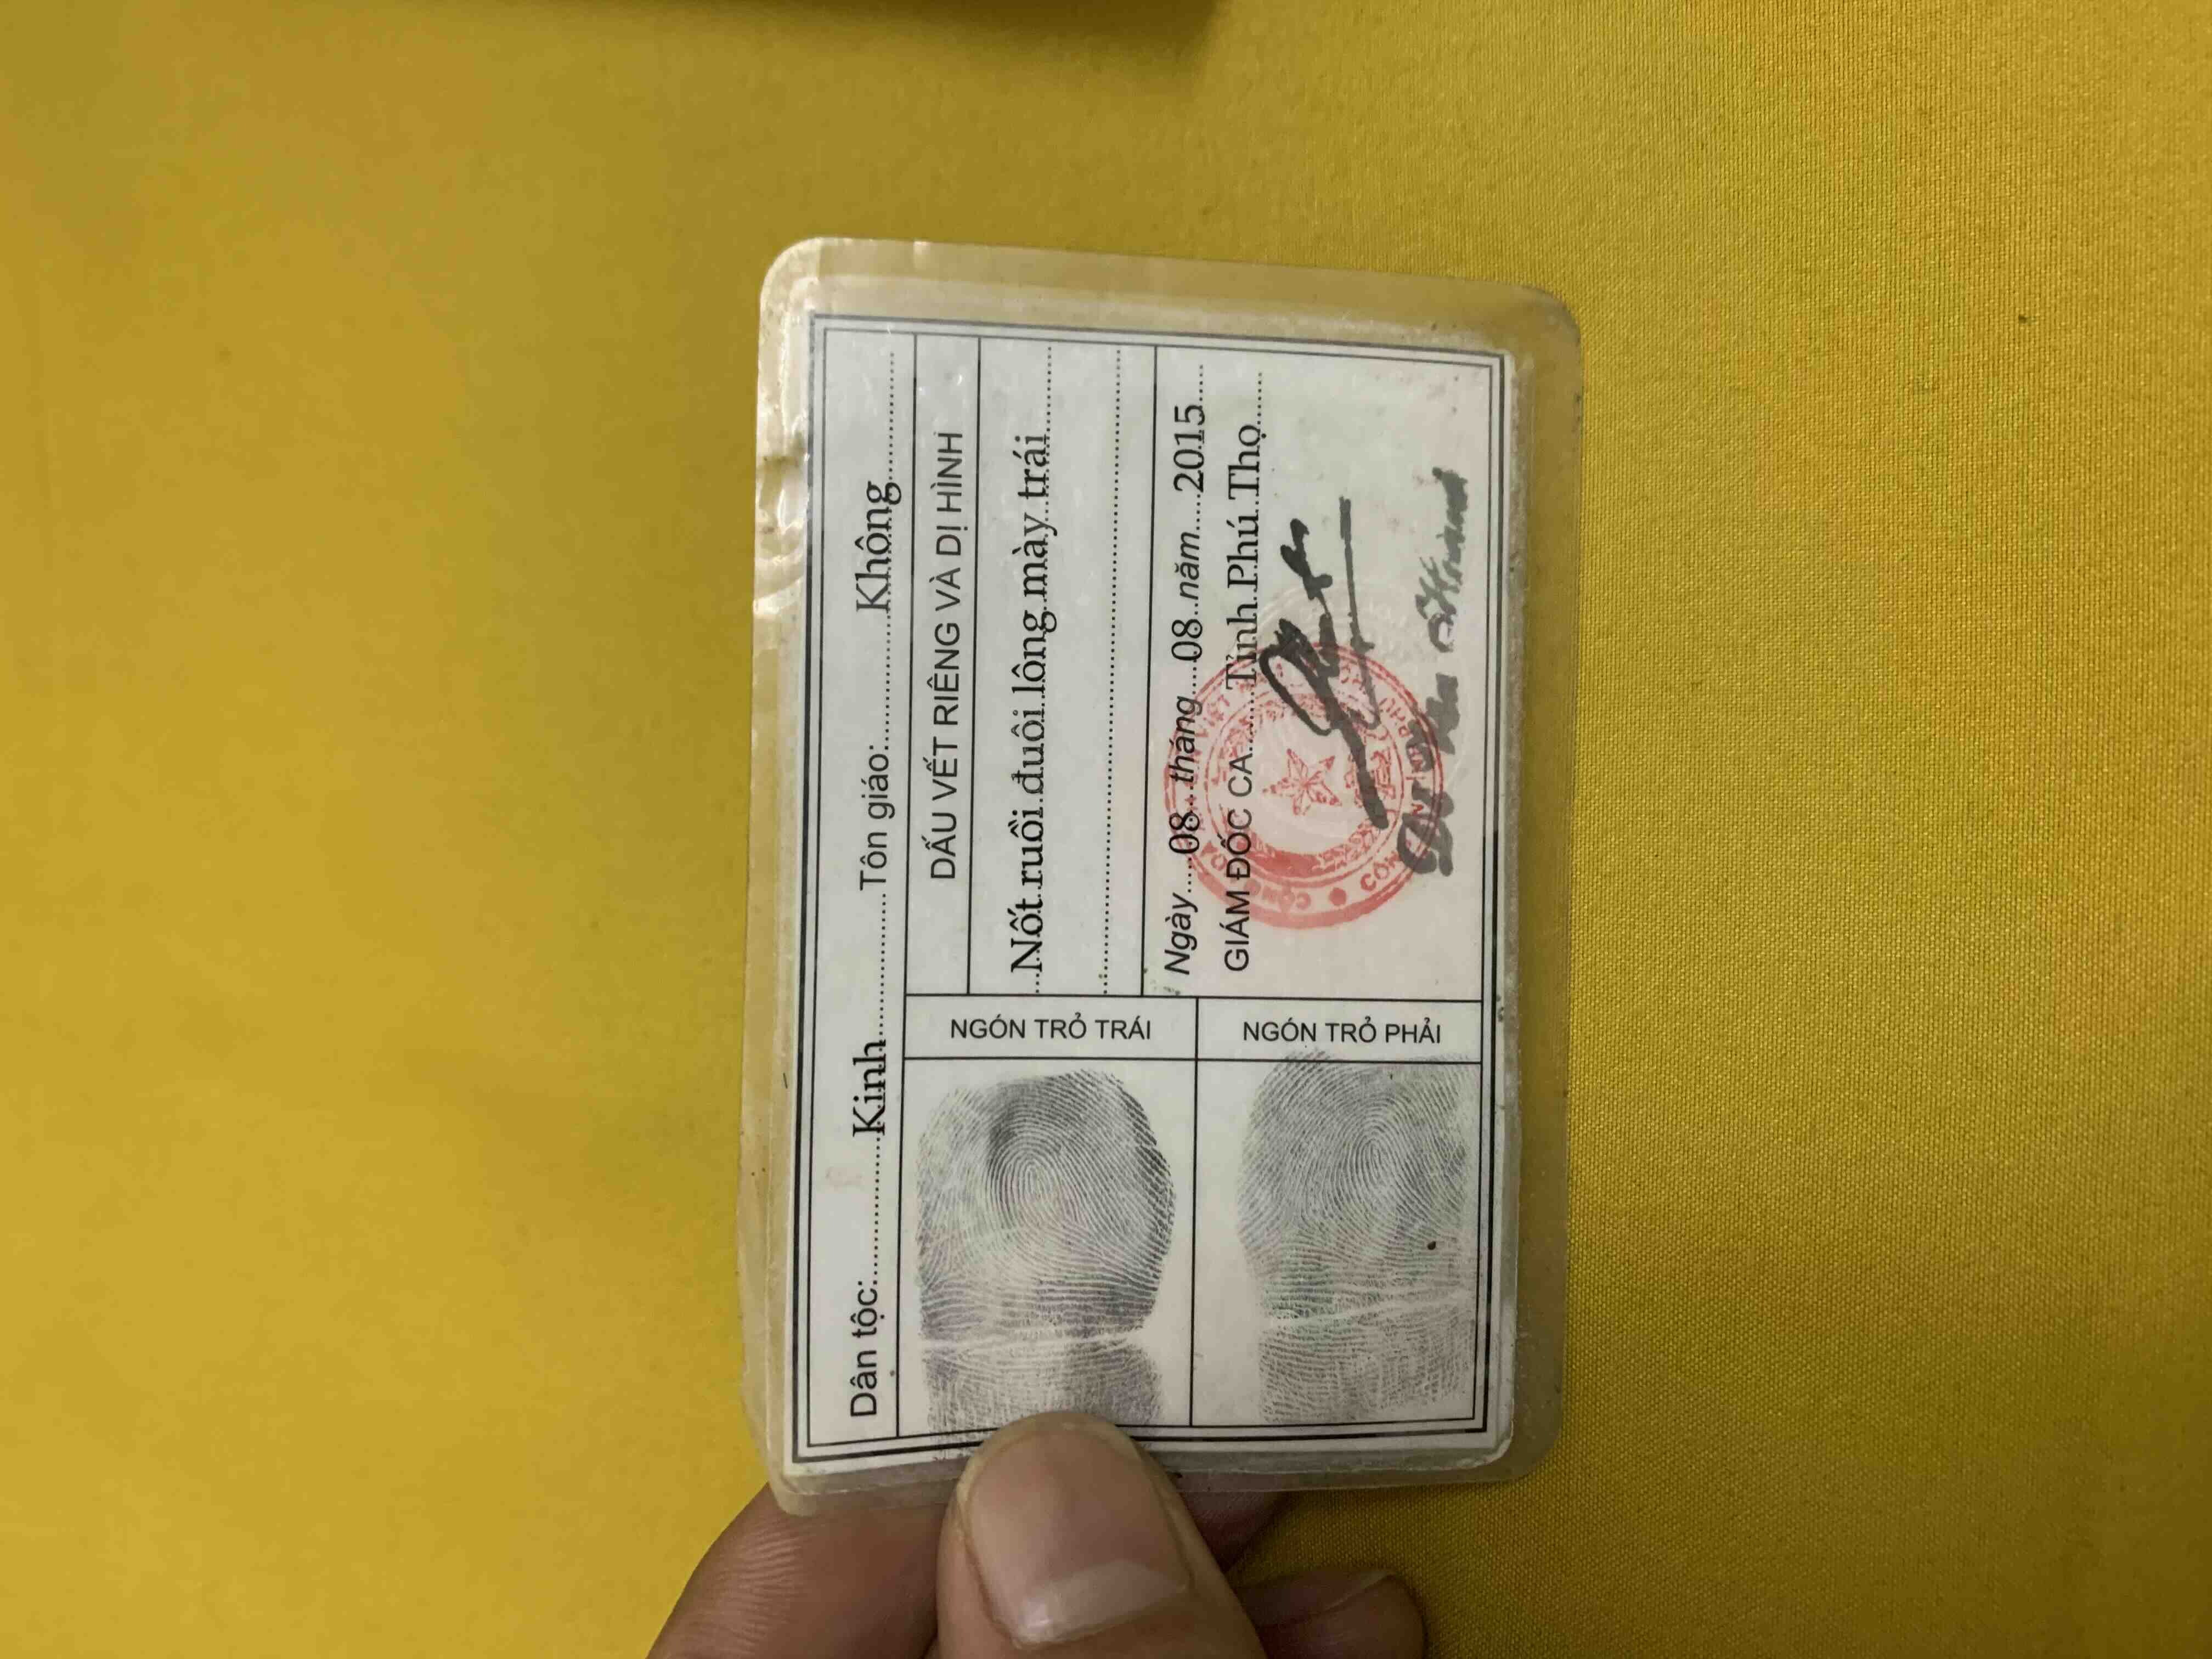 Dân tộc: Kinh Tôn giáo: Không
DẤU VẾT RIÊNG VÀ DỊ HÌNH
Nốt ruồi đuôi lông mày trái
Ngày 08 tháng 08 năm 2015
GIÁM ĐỐC CA Tỉnh Phú Thọ
NGÓN TRỎ TRÁI
NGÓN TRỎ PHẢI